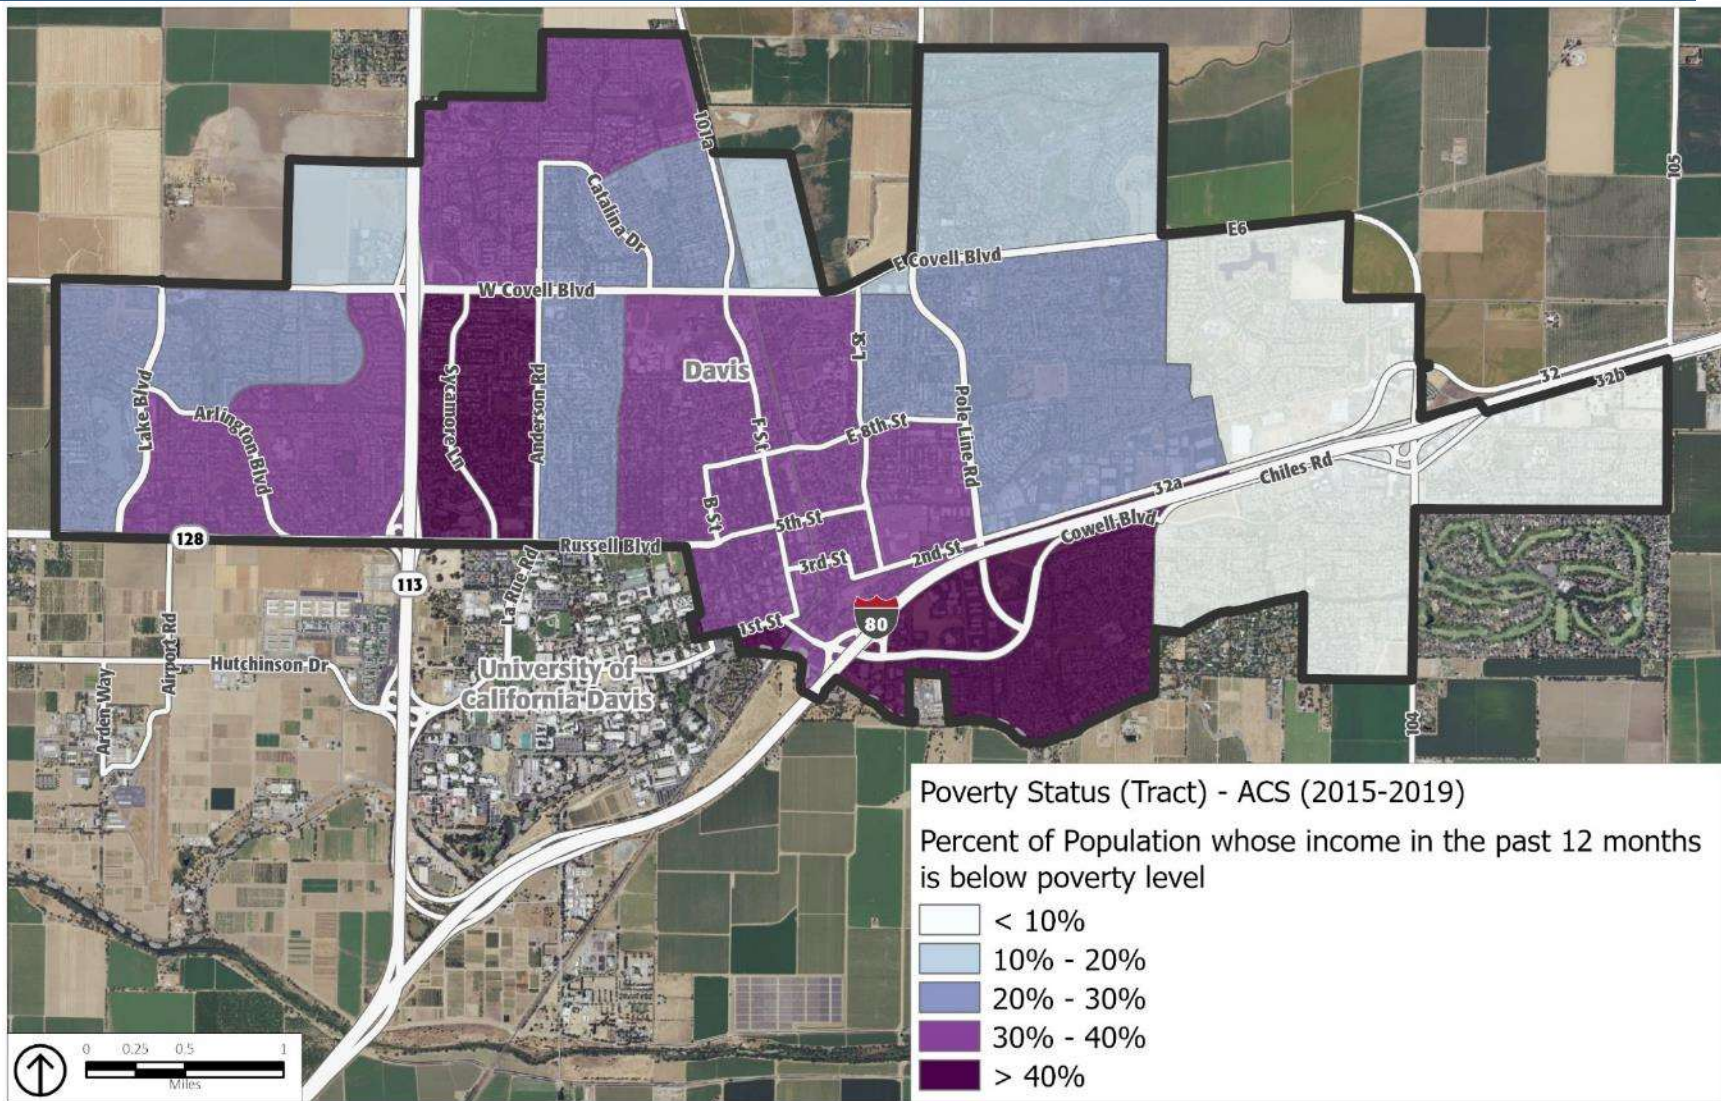 101a
105
Catalina Dr
E6
E Covell Blvd
W Covell Blvd
Lake Blvd
Arlington Blvd
Sycamore Ln
Anderson Rd
Davis
F St
L St
E 8th St
Pole Line Rd
32
32b
32a
Chiles Rd
Cowell Blvd
B St
5th St
3rd St
2nd St
1st St
128
Russell Blvd
113
La Rue Rd
80
Airport Rd
Hutchinson Dr
Arden Way
University of
California Davis
104
Poverty Status (Tract) - ACS (2015-2019)
Percent of Population whose income in the past 12 months
is below poverty level
< 10%
10% - 20%
20% - 30%
30% - 40%
> 40%
0 0.25 0.5 1
Miles